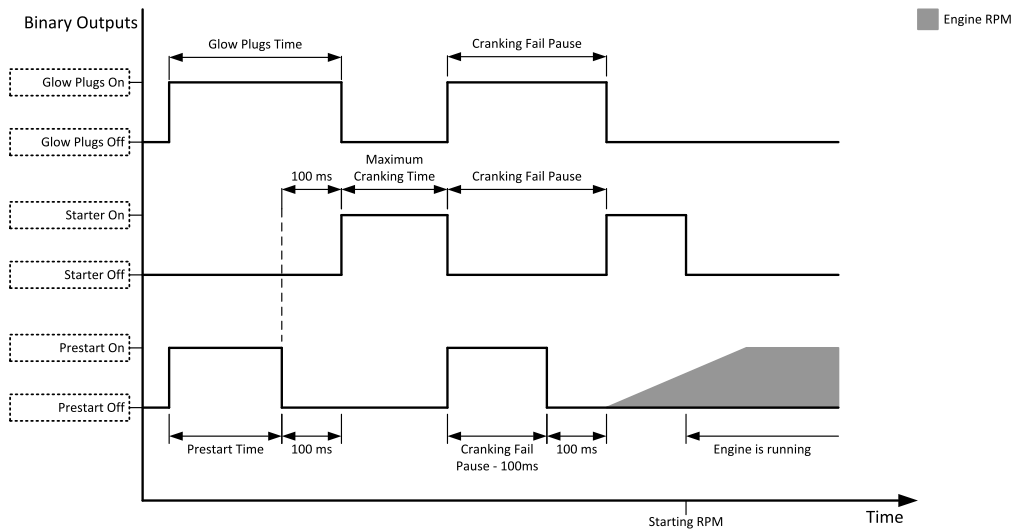 Binary Outputs
Engine RPM
Glow Plugs Time
Cranking Fail Pause
Glow Plugs On
Glow Plugs Off
100 ms
Maximum
Cranking Time
Cranking Fail Pause
Starter On
Starter Off
Prestart On
Prestart Off
Prestart Time
100 ms
Cranking Fail
Pause - 100ms
100 ms
Engine is running
Starting RPM
Time